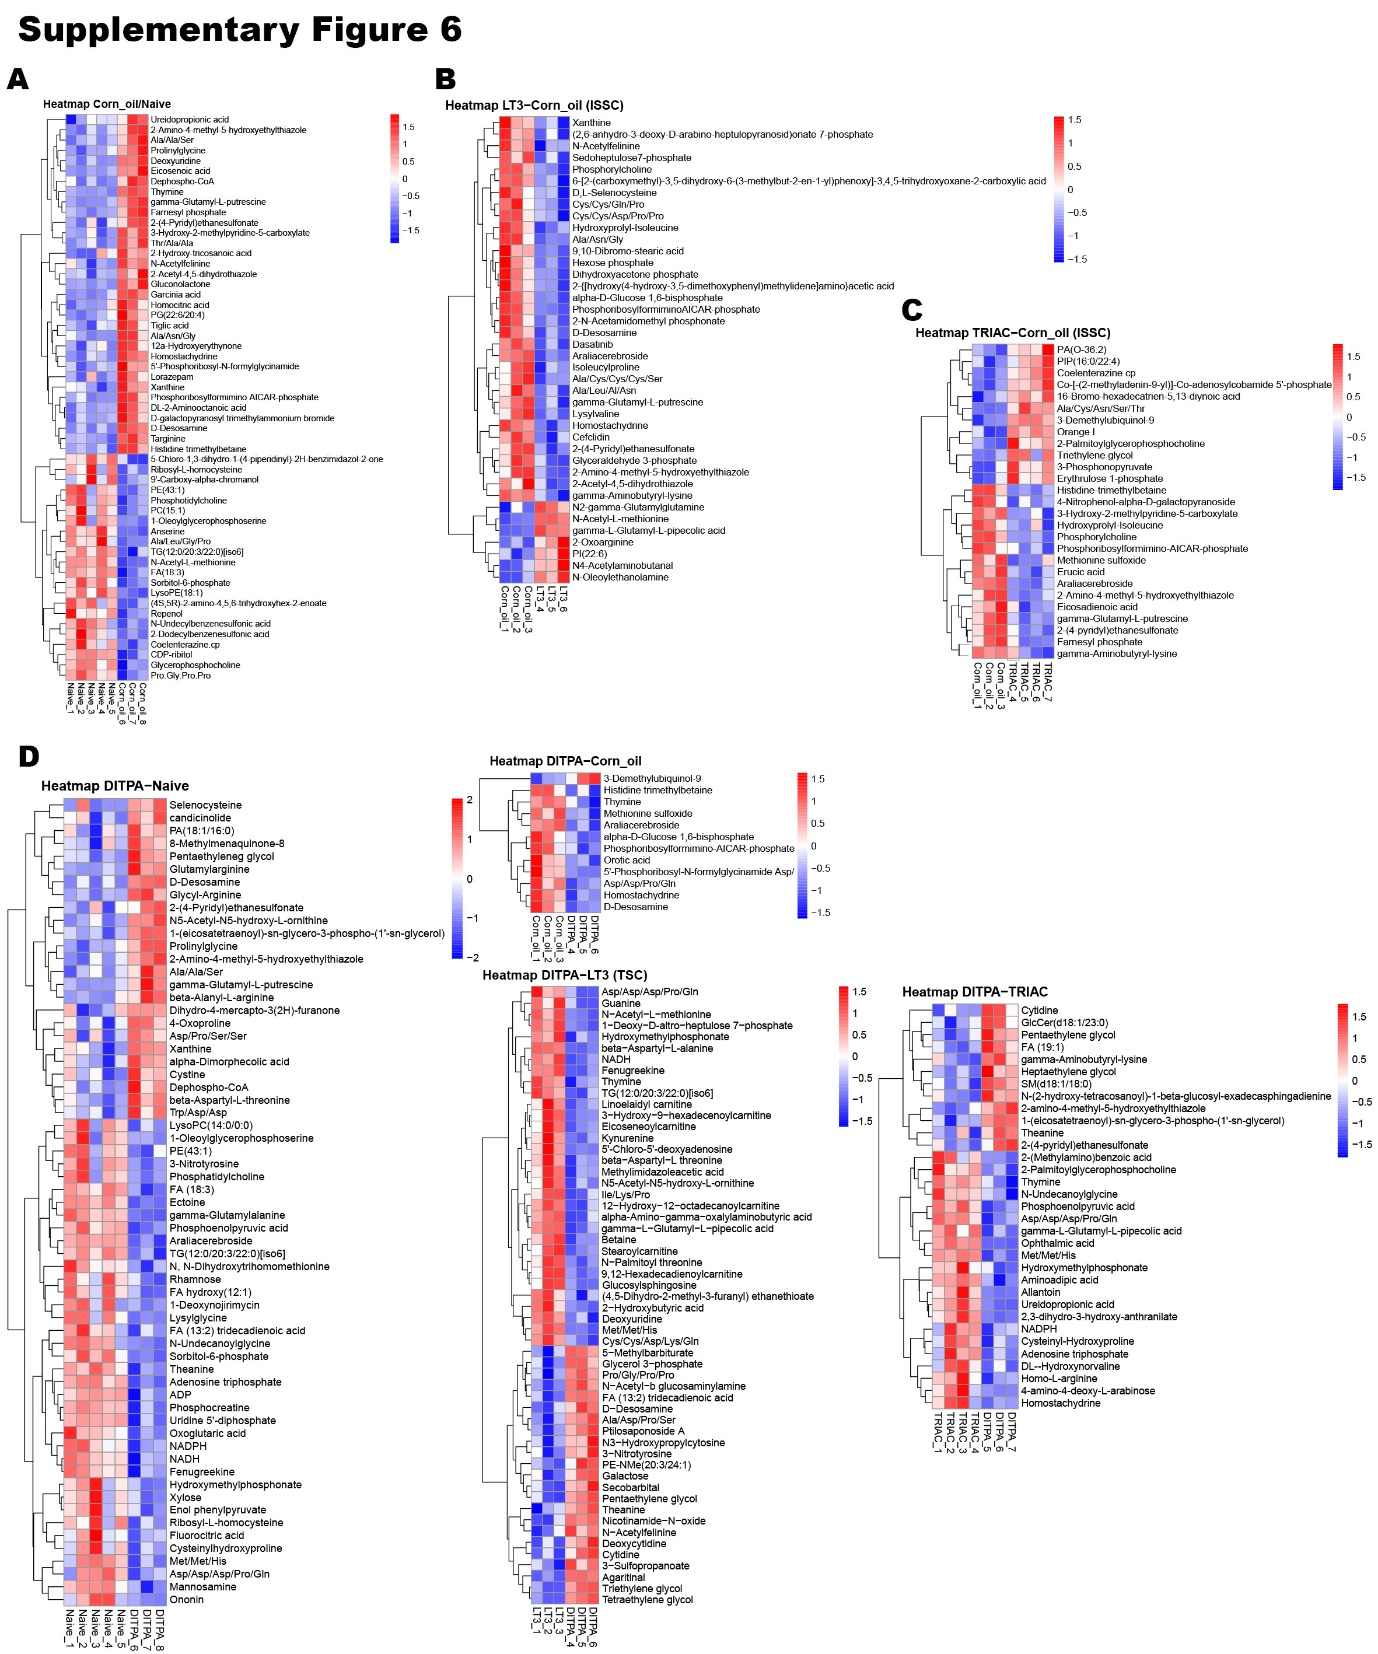 Supplementary Figure 6
A
Heatmap Corn_oil/Naive
Ureidopropionic acid
2-Amino-4-methyl-5-hydroxyethylthiazole
Ala/Ala/Ser
Prolinylglycine
Deoxyuridine
Eicosenoic acid
Dephospho-CoA
Thymine
gamma-Glutamyl-L-putrescine
Farnesyl phosphate
2-(4-Pyridyl)ethanesulfonate
3-Hydroxy-2-methylpyridine-5-carboxylate
Thr/Ala/Ala
2-Hydroxy-tricosanoic acid
N-Acetylfelinine
2-Acetyl-4,5-dihydrothiazole
Gluconolactone
Garcinia acid
Homocitric acid
PG(22:6/20:4)
Tiglic acid
Ala/Asn/Gly
12a-Hydroxyerythynone
Homostachydrine
5'-Phosphoribosyl-N-formylglycinamide
Lorazepam
Xanthine
Phosphoribosylformimino AICAR-phosphate
DL-2-Aminooctanoic acid
D-galactopyranosyl trimethylammonium bromide
D-Desosamine
Targinine
Histidine trimethylbetaine
5-Chloro-1,3-dihydro-1-(4-piperidinyl)-2H-benzimidazol-2-one
Ribosyl-L-homocysteine
9'-Carboxy-alpha-chromanol
PE(43:1)
Phosphotidylcholine
PC(15:1)
1-Oleoylglycerophosphoserine
Anserine
Ala/Leu/Gly/Pro
TG(12:0/20:3/22:0)[iso6]
N-Acetyl-L-methionine
FA(18:3)
Sorbitol-6-phosphate
LysoPE(18:1)
(4S,5R)-2-amino-4,5,6-trihydroxyhex-2-enoate
Repenol
N-Undecylbenzenesulfonic acid
2-Dodecylbenzenesulfonic acid
Coelenterazine.cp
CDP-ribitol
Glycerophosphocholine
Pro.Gly.Pro.Pro
Naive_1
Naive_2
Naive_3
Naive_4
Naive_5
Corn_oil_6
Corn_oil_7
Corn_oil_8
1.5
1
0.5
0
−0.5
−1
−1.5
B
Heatmap LT3−Corn_oil (ISSC)
Xanthine
(2,6-anhydro-3-deoxy-D-arabino-heptulopyranosid)onate 7-phosphate
N-Acetylfelinine
Sedoheptulose7-phosphate
Phosphorylcholine
6-[2-(carboxymethyl)-3,5-dihydroxy-6-(3-methylbut-2-en-1-yl)phenoxy]-3,4,5-trihydroxyoxane-2-carboxylic acid
D,L-Selenocysteine
Cys/Cys/Gln/Pro
Cys/Cys/Asp/Pro/Pro
Hydroxyprolyl-Isoleucine
Ala/Asn/Gly
9,10-Dibromo-stearic acid
Hexose phosphate
Dihydroxyacetone phosphate
2-{[hydroxy(4-hydroxy-3,5-dimethoxyphenyl)methylidene]amino}acetic acid
alpha-D-Glucose 1,6-bisphosphate
PhosphoribosylformiminoAICAR-phosphate
2-N-Acetamidomethyl phosphonate
D-Desosamine
Dasatinib
Araliacerebroside
Isoleucylproline
Ala/Cys/Cys/Cys/Ser
Ala/Leu/Al/Asn
gamma-Glutamyl-L-putrescine
Lysylvaline
Homostachydrine
Cefclidin
2-(4-Pyridyl)ethanesulfonate
Glyceraldehyde 3-phosphate
2-Amino-4-methyl-5-hydroxyethylthiazole
2-Acetyl-4,5-dihydrothiazole
gamma-Aminobutyryl-lysine
N2-gamma-Glutamylglutamine
N-Acetyl-L-methionine
gamma-L-Glutamyl-L-pipecolic acid
2-Oxoarginine
PI(22:6)
N4-Acetylaminobutanal
N-Oleoylethanolamine
Corn_oil_1
Corn_oil_2
Corn_oil_3
LT3_4
LT3_5
LT3_6
1.5
1
0.5
0
−0.5
−1
−1.5
C
Heatmap TRIAC−Corn_oil (ISSC)
PA(O-36:2)
PIP(16:0/22:4)
Coelenterazine cp
Co-[-(2-methyladenin-9-yl)]-Co-adenosylcobamide 5'-phosphate
16-Bromo-hexadecatrien-5,13-diynoic acid
Ala/Cys/Asn/Ser/Thr
3-Demethylubiquinol-9
Orange I
2-Palmitoylglycerophosphocholine
Triethylene glycol
3-Phosphonopyruvate
Erythrulose 1-phosphate
Histidine-trimethylbetaine
4-Nitrophenol-alpha-D-galactopyranoside
3-Hydroxy-2-methylpyridine-5-carboxylate
Hydroxyprolyl-Isoleucine
Phosphorylcholine
Phosphoribosylformimino-AICAR-phosphate
Methionine sulfoxide
Erucic acid
Araliacerebroside
2-Amino-4-methyl-5-hydroxyethylthiazole
Eicosadienoic acid
gamma-Glutamyl-L-putrescine
2-(4-pyridyl)ethanesulfonate
Farnesyl phosphate
gamma-Aminobutyryl-lysine
Corn_oil_1
Corn_oil_2
Corn_oil_3
TRIAC_4
TRIAC_5
TRIAC_6
TRIAC_7
1.5
1
0.5
0
−0.5
−1
−1.5
D
Heatmap DITPA−Naive
Selenocysteine
candicinolide
PA(18:1/16:0)
8-Methylmenaquinone-8
Pentaethyleneg glycol
Glutamylarginine
D-Desosamine
Glycyl-Arginine
2-(4-Pyridyl)ethanesulfonate
N5-Acetyl-N5-hydroxy-L-ornithine
1-(eicosatetraenoyl)-sn-glycero-3-phospho-(1'-sn-glycerol)
Prolinylglycine
2-Amino-4-methyl-5-hydroxyethylthiazole
Ala/Ala/Ser
gamma-Glutamyl-L-putrescine
beta-Alanyl-L-arginine
Dihydro-4-mercapto-3(2H)-furanone
4-Oxoproline
Asp/Pro/Ser/Ser
Xanthine
alpha-Dimorphecolic acid
Cystine
Dephospho-CoA
beta-Aspartyl-L-threonine
Trp/Asp/Asp
LysoPC(14:0/0:0)
1-Oleoylglycerophosphoserine
PE(43:1)
3-Nitrotyrosine
Phosphatidylcholine
FA (18:3)
Ectoine
gamma-Glutamylalanine
Phosphoenolpyruvic acid
Araliacerebroside
TG(12:0/20:3/22:0)[iso6]
N, N-Dihydroxytrihomomethionine
Rhamnose
FA hydroxy(12:1)
1-Deoxynojirimycin
Lysylglycine
FA (13:2) tridecadienoic acid
N-Undecanoylglycine
Sorbitol-6-phosphate
Theanine
Adenosine triphosphate
ADP
Phosphocreatine
Uridine 5'-diphosphate
Oxoglutaric acid
NADPH
NADH
Fenugreekine
Hydroxymethylphosphonate
Xylose
Enol phenylpyruvate
Ribosyl-L-homocysteine
Fluorocitric acid
Cysteinylhydroxyproline
Met/Met/His
Asp/Asp/Asp/Pro/Gln
Mannosamine
Ononin
Naive_1
Naive_2
Naive_3
Naive_4
Naive_5
DITPA_6
DITPA_7
DITPA_8
2
1
0
−1
−2
Heatmap DITPA−Corn_oil
3-Demethylubiquinol-9
Histidine trimethylbetaine
Thymine
Methionine sulfoxide
Araliacerebroside
alpha-D-Glucose 1,6-bisphosphate
Phosphoribosylformimino-AICAR-phosphate
Orotic acid
5'-Phosphoribosyl-N-formylglycinamide Asp/
Asp/Asp/Pro/Gln
Homostachydrine
D-Desosamine
Corn_oil_1
Corn_oil_2
Corn_oil_3
DITPA_4
DITPA_5
DITPA_6
1.5
1
0.5
0
−0.5
−1
−1.5
Heatmap DITPA−LT3 (TSC)
Asp/Asp/Asp/Pro/Gln
Guanine
N−Acetyl−L−methionine
1−Deoxy−D−altro−heptulose 7−phosphate
Hydroxymethylphosphonate
beta−Aspartyl−L−alanine
NADH
Fenugreekine
Thymine
TG(12:0/20:3/22:0)[iso6]
Linoelaidyl carnitine
3−Hydroxy−9−hexadecenoylcarnitine
Eicoseneoylcarnitine
Kynurenine
5'-Chloro-5'-deoxyadenosine
beta−Aspartyl−L threonine
Methylimidazoleacetic acid
N5-Acetyl-N5-hydroxy-L-ornithine
Ile/Lys/Pro
12−Hydroxy−12−octadecanoylcarnitine
alpha-Amino−gamma−oxalylaminobutyric acid
gamma−L−Glutamyl−L−pipecolic acid
Betaine
Stearoylcarnitine
N−Palmitoyl threonine
9,12-Hexadecadienoylcarnitine
Glucosylsphingosine
(4,5-Dihydro-2-methyl-3-furanyl) ethanethioate
2−Hydroxybutyric acid
Deoxyuridine
Met/Met/His
Cys/Cys/Asp/Lys/Gln
5−Methylbarbiturate
Glycerol 3−phosphate
Pro/Gly/Pro/Pro
N−Acetyl−b glucosaminylamine
FA (13:2) tridecadienoic acid
D−Desosamine
Ala/Asp/Pro/Ser
Ptilosaponoside A
N3−Hydroxypropylcytosine
3−Nitrotyrosine
PE-NMe(20:3/24:1)
Galactose
Secobarbital
Pentaethylene glycol
Theanine
Nicotinamide−N−oxide
N−Acetylfelinine
Deoxycytidine
Cytidine
3−Sulfopropanoate
Agaritinal
Triethylene glycol
Tetraethylene glycol
LT3_1
LT3_2
LT3_3
DITPA_4
DITPA_5
DITPA_6
1.5
1
0.5
0
−0.5
−1
−1.5
Heatmap DITPA−TRIAC
Cytidine
GlcCer(d18:1/23:0)
Pentaethylene glycol
FA (19:1)
gamma-Aminobutyryl-lysine
Heptaethylene glycol
SM(d18:1/18:0)
N-(2-hydroxy-tetracosanoyl)-1-beta-glucosyl-exadecasphingadienine
2-amino-4-methyl-5-hydroxyethylthiazole
1-(eicosatetraenoyl)-sn-glycero-3-phospho-(1'-sn-glycerol)
Theanine
2-(4-pyridyl)ethanesulfonate
2-(Methylamino)benzoic acid
2-Palmitoylglycerophosphocholine
Thymine
N-Undecanoylglycine
Phosphoenolpyruvic acid
Asp/Asp/Asp/Pro/Gln
gamma-L-Glutamyl-L-pipecolic acid
Ophthalmic acid
Met/Met/His
Hydroxymethylphosphonate
Aminoadipic acid
Allantoin
Ureidopropionic acid
2,3-dihydro-3-hydroxy-anthranilate
NADPH
Cysteinyl-Hydroxyproline
Adenosine triphosphate
DL--Hydroxynorvaline
Homo-L-arginine
4-amino-4-deoxy-L-arabinose
Homostachydrine
TRIAC_1
TRIAC_2
TRIAC_3
TRIAC_4
DITPA_5
DITPA_6
DITPA_7
1.5
1
0.5
0
−0.5
−1
−1.5